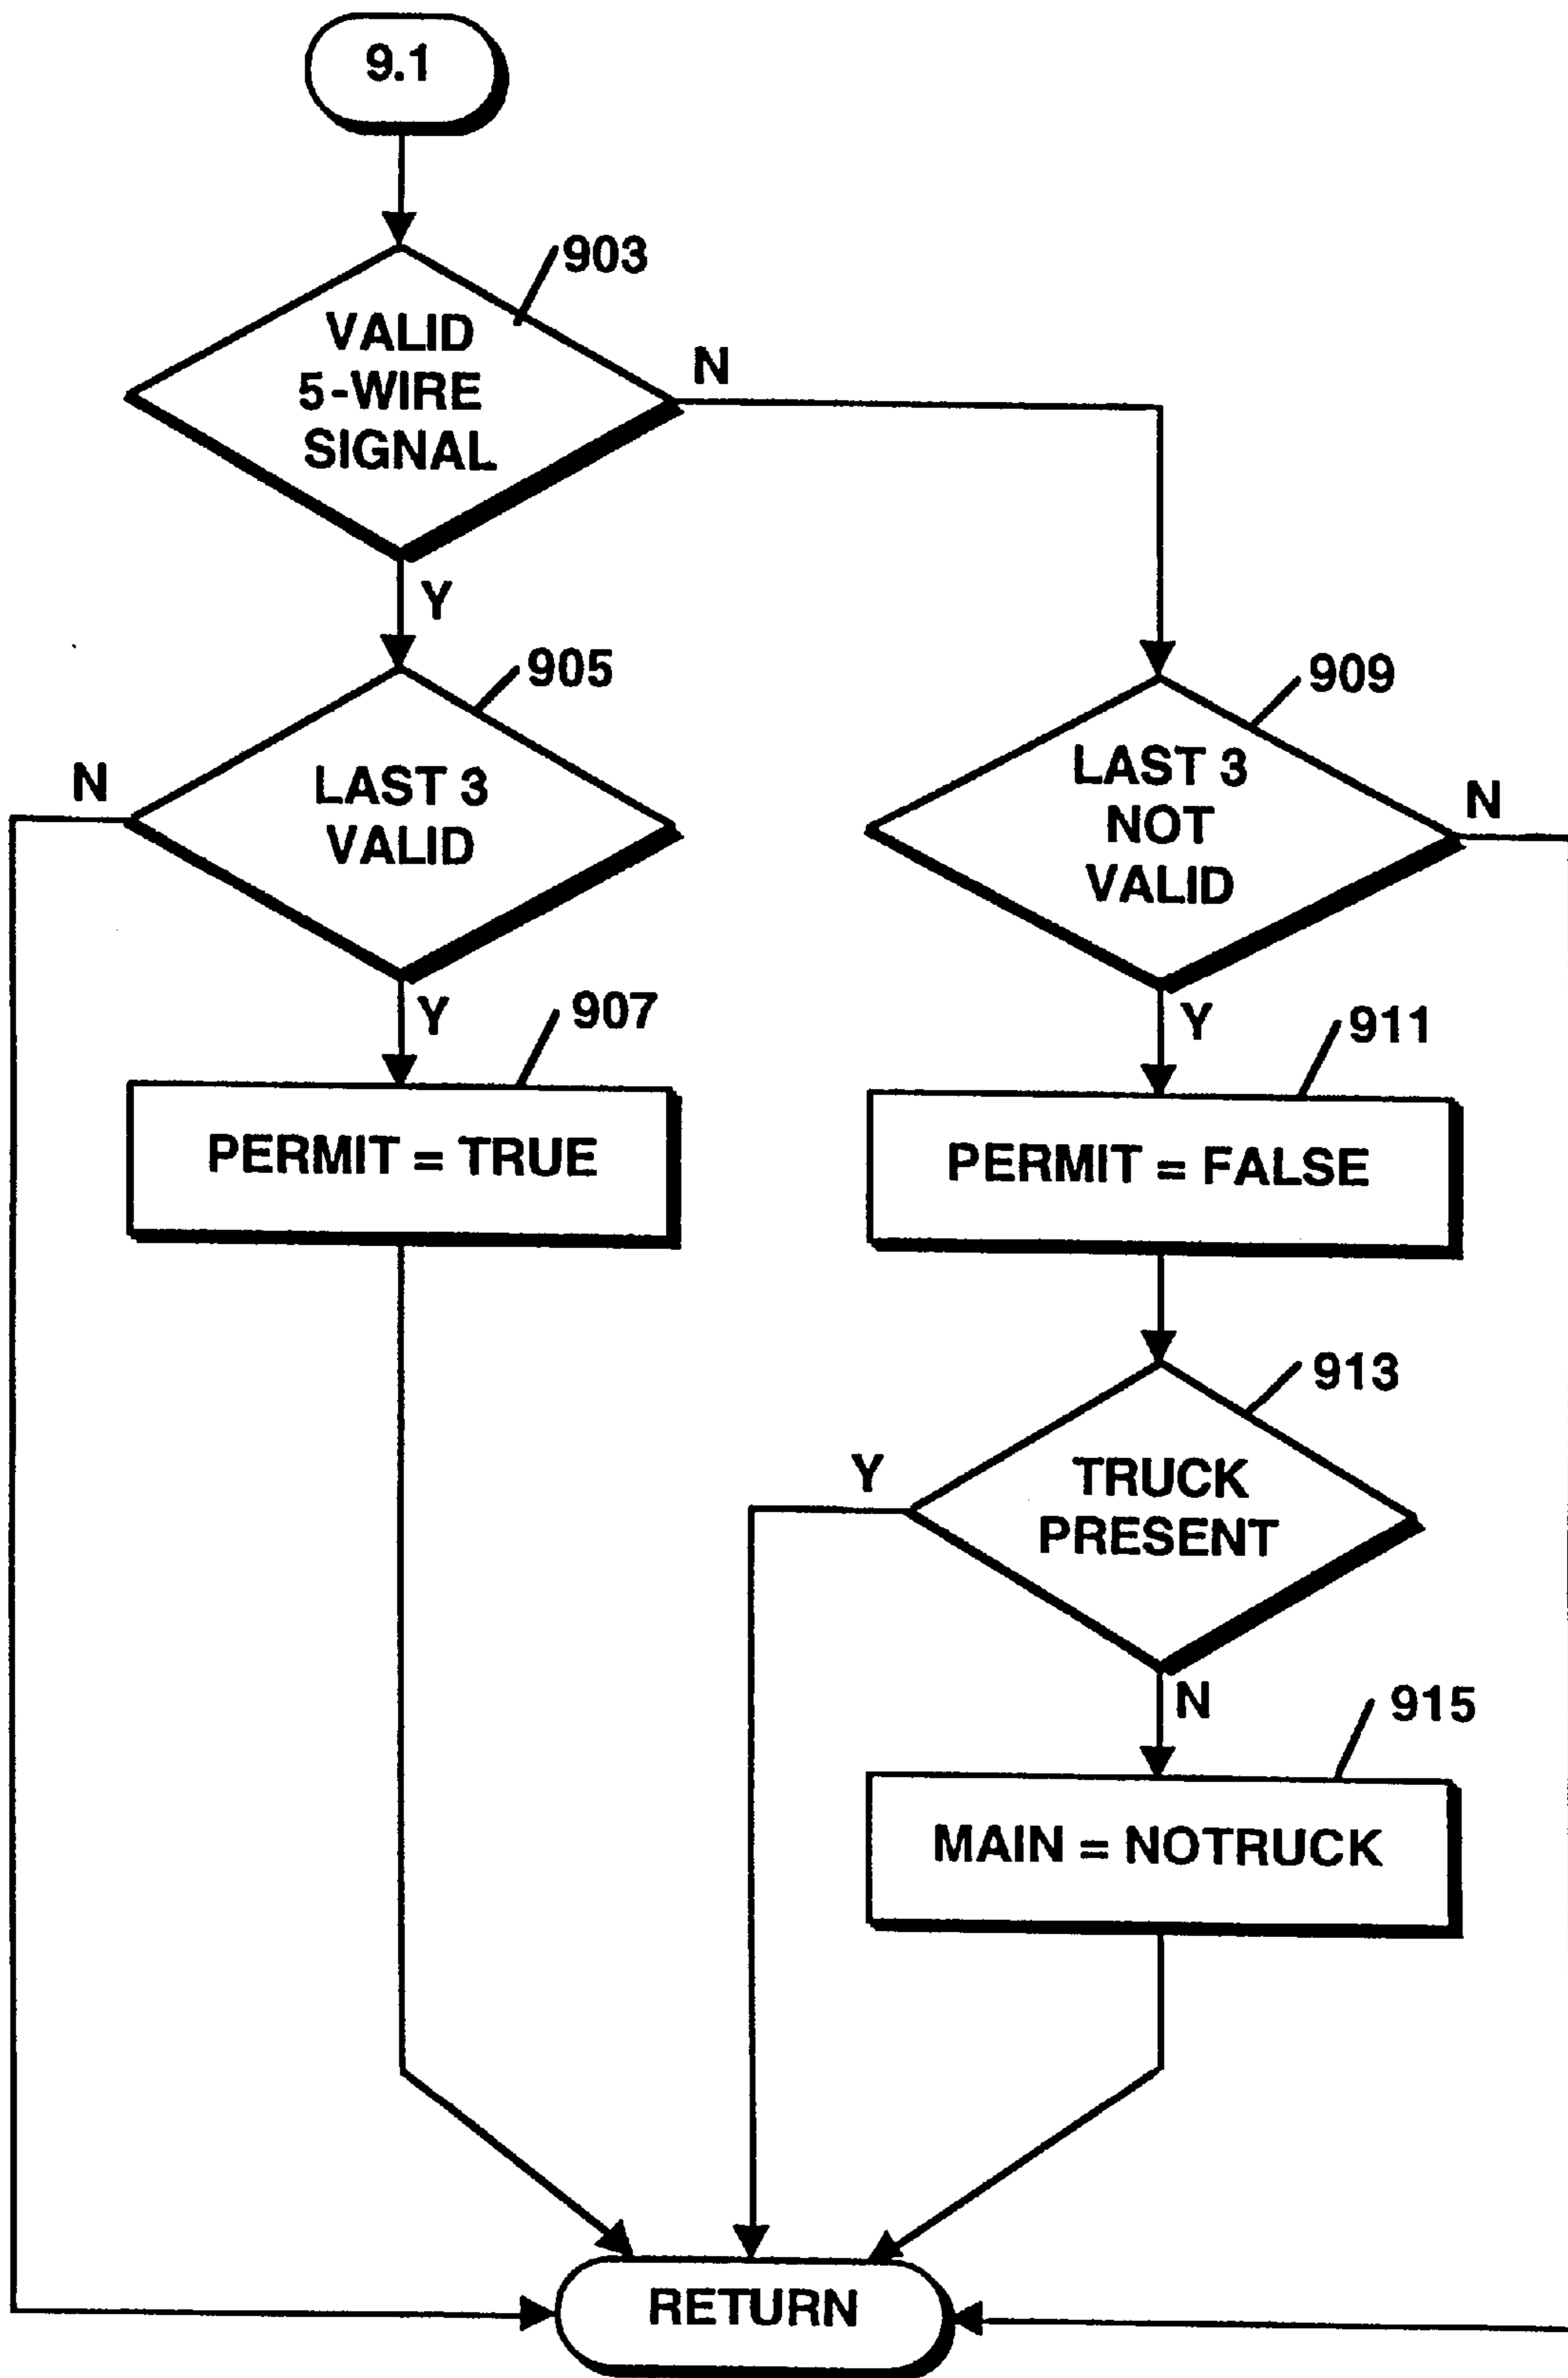 9.1
903
VALID
5-WIRE
SIGNAL
N
Y
905
LAST 3
VALID
N
Y
909
LAST 3
NOT
VALID
N
Y
907
PERMIT = TRUE
911
PERMIT = FALSE
913
TRUCK
PRESENT
Y
N
915
MAIN = NOTRUCK
RETURN